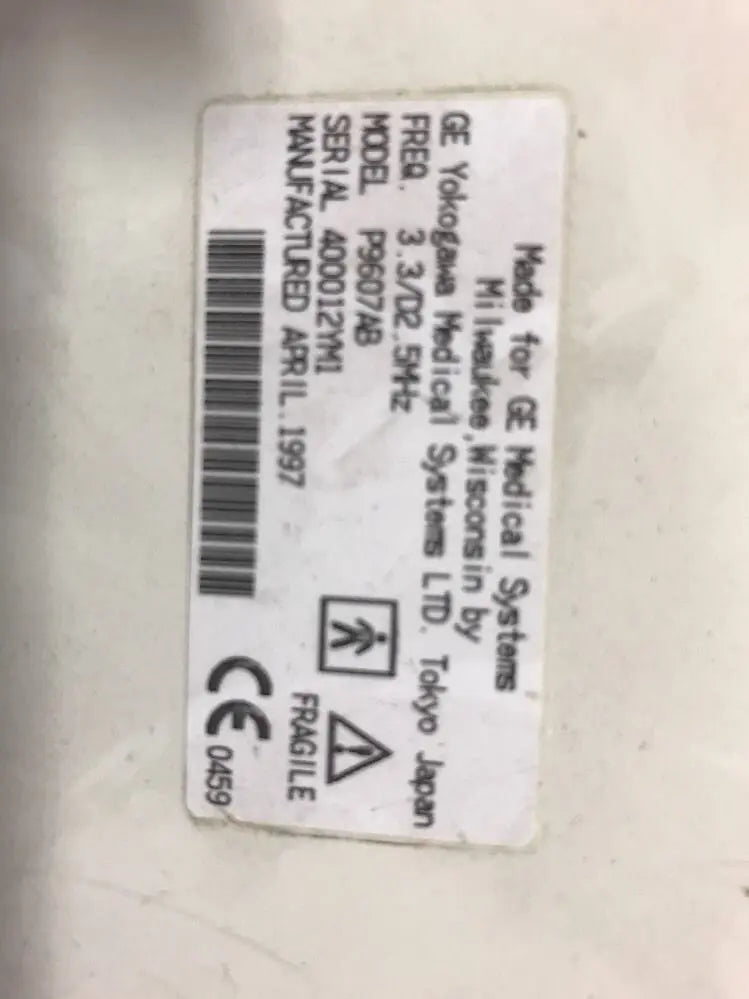 Made for GE Medical Systems
Milwaukee,Wisconsin by
GE Yokogawa Medical Systems LTD. Tokyo Japan
FREQ. 3.3/D2.5MHz
MODEL P9607AB
SERIAL 400012YM1
MANUFACTURED APRIL.1997
FRAGILE
CE 0459